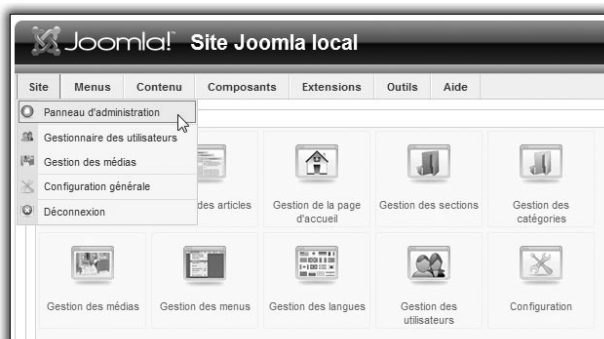 Joomla! Site Joomla local
Site Menus Contenu Composants Extensions Outils Aide
Panneau d'administration
Gestionnaire des utilisateurs
Gestion des médias
Configuration générale
Déconnexion
des articles
Gestion de la page
d'accueil
Gestion des sections
Gestion des
catégories
Gestion des médias
Gestion des menus
Gestion des langues
Gestion des
utilisateurs
Configuration